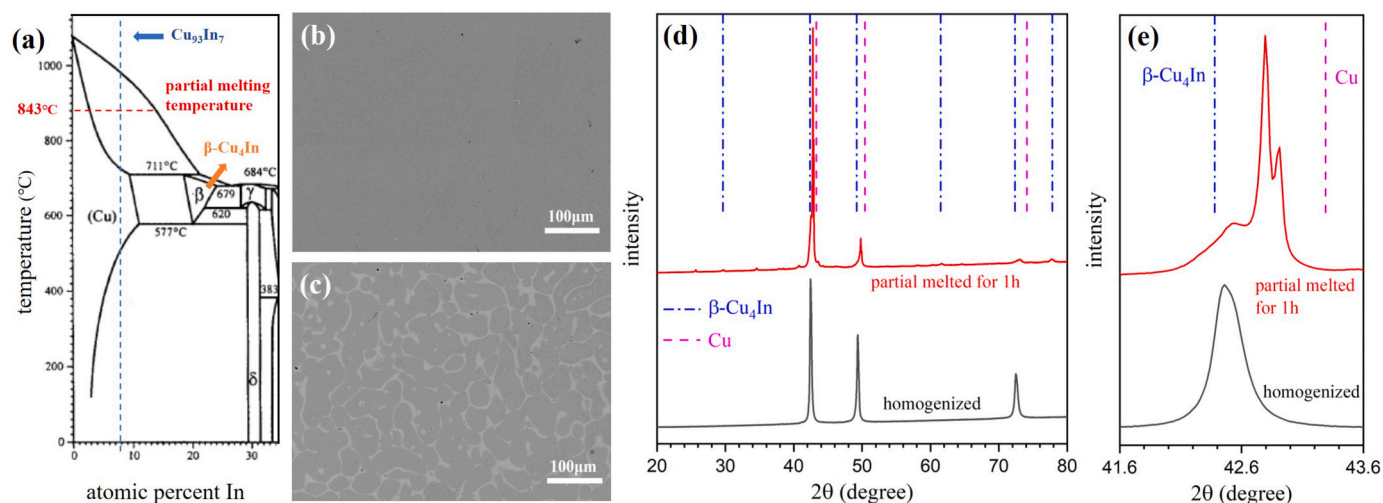 (a)
Cu93In7
1000
partial melting
temperature
843℃
800
β-Cu4In
711°C
684°C
β
679
γ
(Cu)
620
600
577°C
400
383
200
δ
0
0
10
20
30
temperature (℃)
atomic percent In
(b)
100μm
(c)
100μm
(d)
intensity
partial melted for 1h
β-Cu4In
Cu
homogenized
20
30
40
50
60
70
80
2θ (degree)
(e)
β-Cu4In
Cu
intensity
partial melted
for 1h
homogenized
41.6
42.6
43.6
2θ (degree)